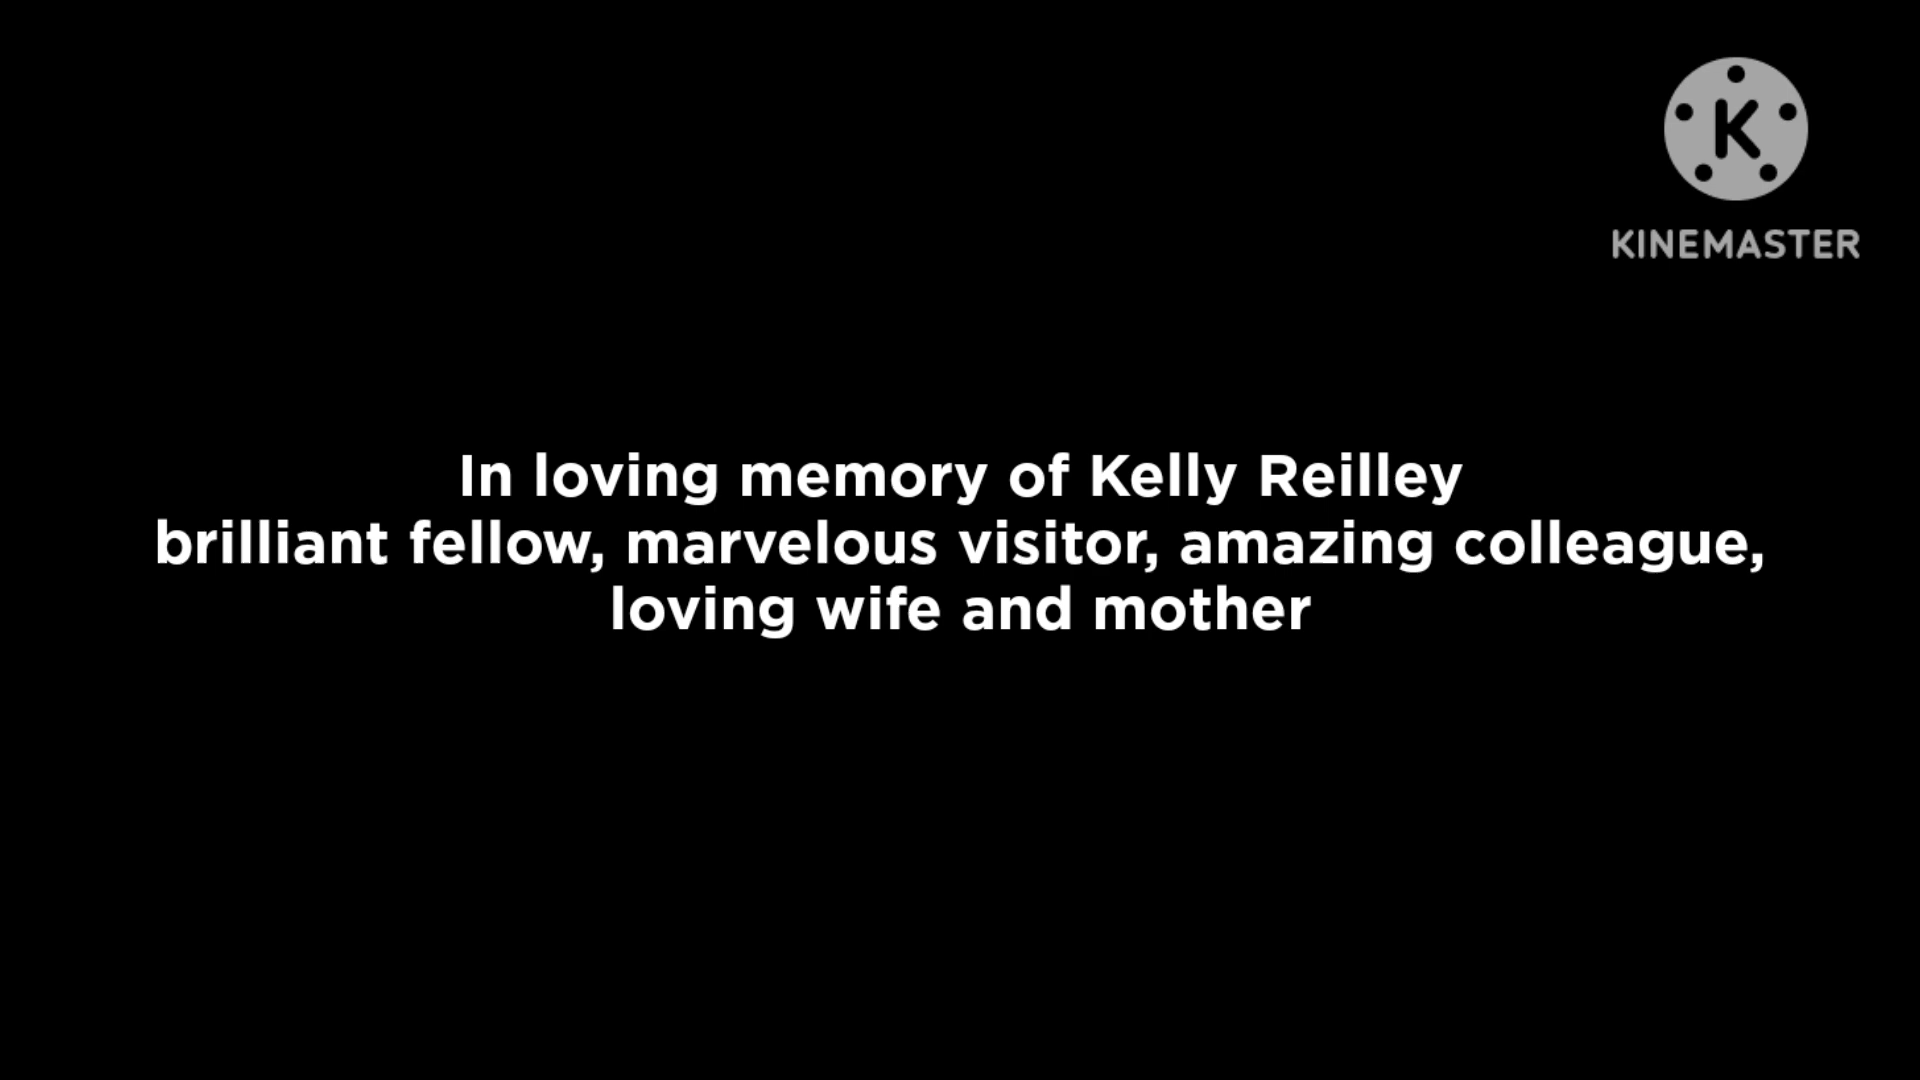 K
KINEMASTER
In loving memory of Kelly Reilley
brilliant fellow, marvelous visitor, amazing colleague,
loving wife and mother